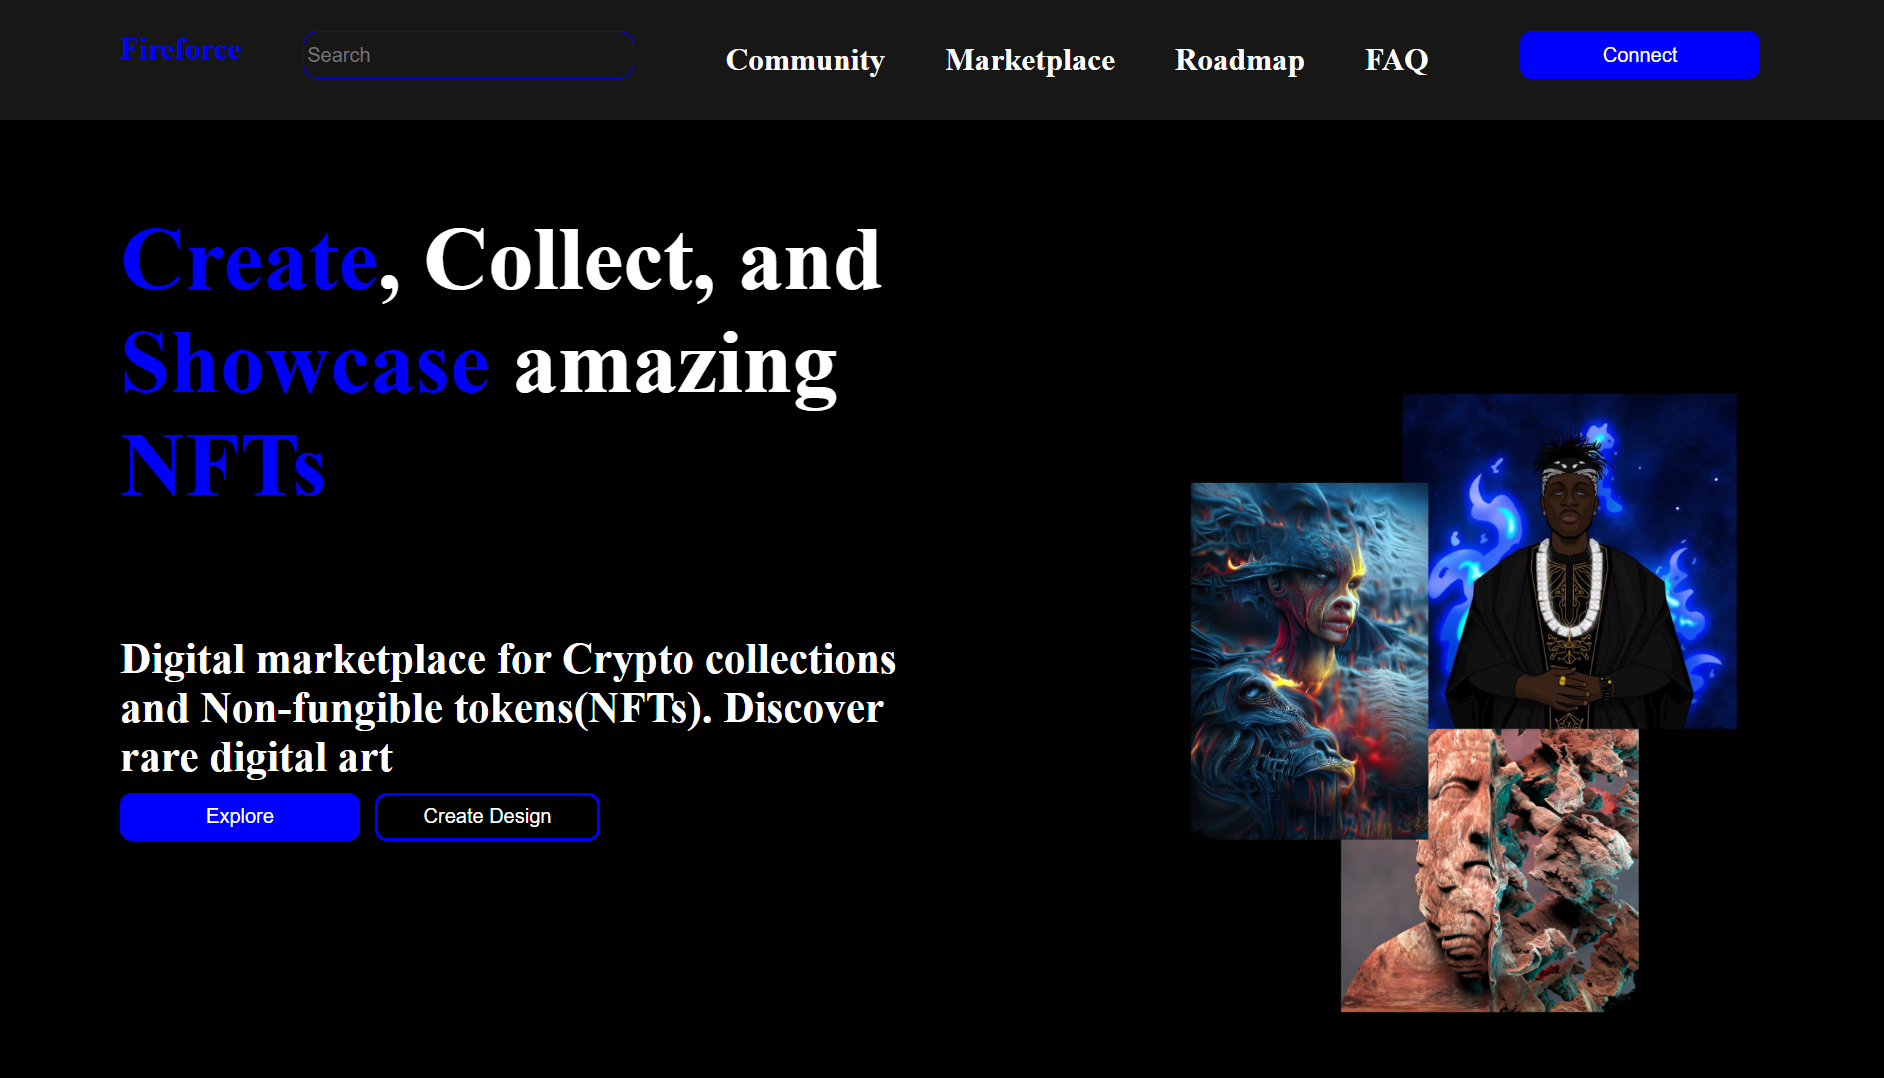 Fireforce
Search
Community
Marketplace
Roadmap
FAQ
Connect
Create, Collect, and
Showcase amazing
NFTs
Digital marketplace for Crypto collections
and Non-fungible tokens(NFTs). Discover
rare digital art
Explore
Create Design